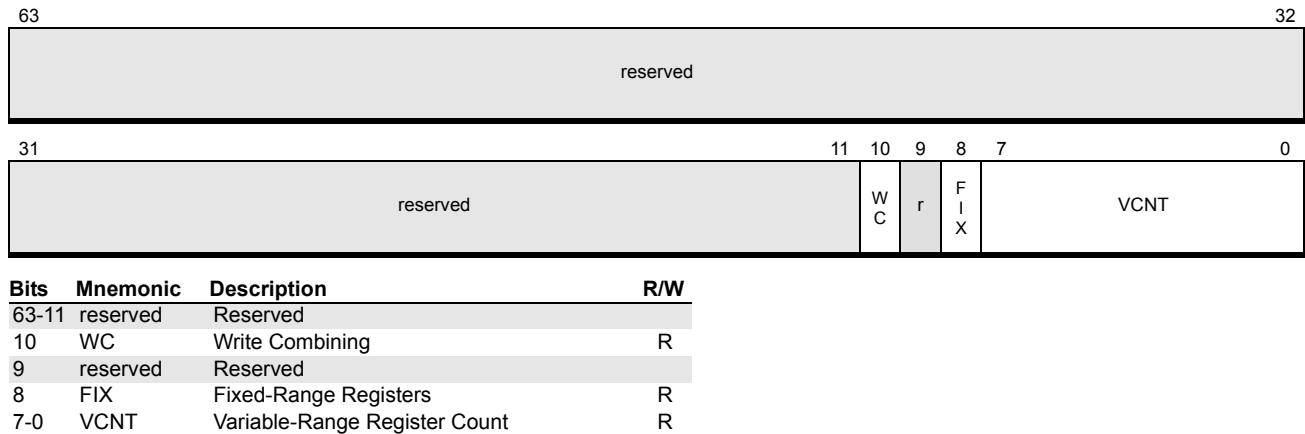 63 32
reserved
31 11 10 9 8 7 0
reserved WC r FIX VCNT
Bits Mnemonic Description R/W
63-11 reserved Reserved
10 WC Write Combining R
9 reserved Reserved
8 FIX Fixed-Range Registers R
7-0 VCNT Variable-Range Register Count R